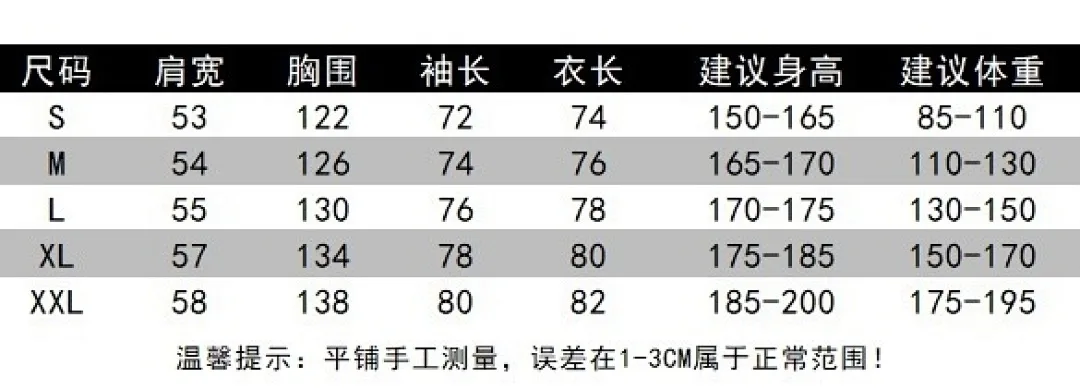 尺码 肩宽 胸围 袖长 衣长 建议身高 建议体重
S 53 122 72 74 150-165 85-110
M 54 126 74 76 165-170 110-130
L 55 130 76 78 170-175 130-150
XL 57 134 78 80 175-185 150-170
XXL 58 138 80 82 185-200 175-195
温馨提示：平铺手工测量，误差在1-3CM属于正常范围！